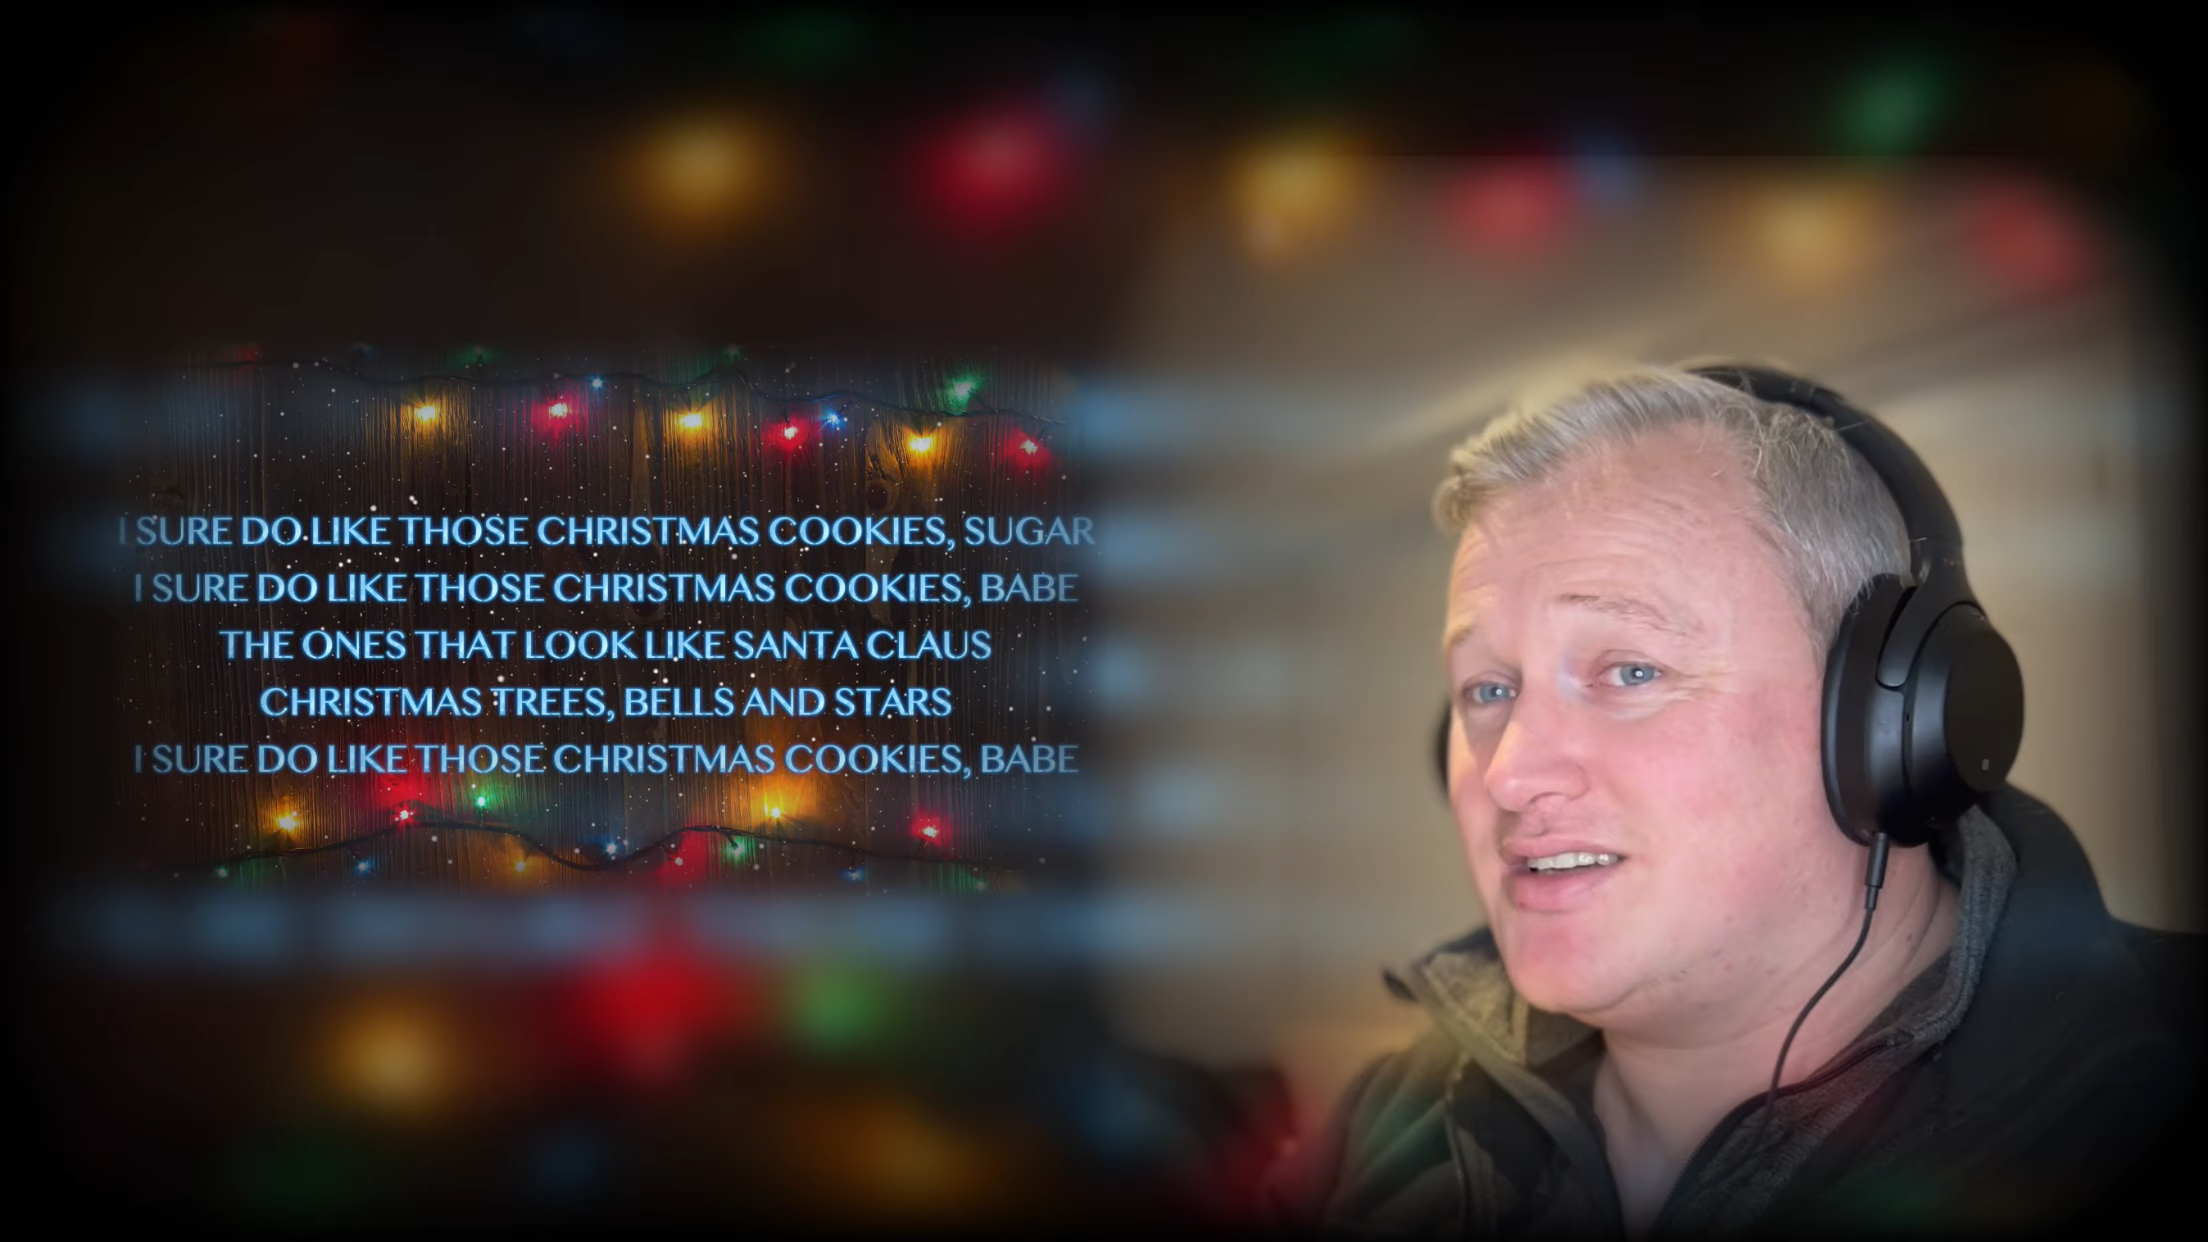 I SURE DO LIKE THOSE CHRISTMAS COOKIES, SUGAR
I SURE DO LIKE THOSE CHRISTMAS COOKIES, BABE
THE ONES THAT LOOK LIKE SANTA CLAUS
CHRISTMAS TREES, BELLS AND STARS
I SURE DO LIKE THOSE CHRISTMAS COOKIES, BABE